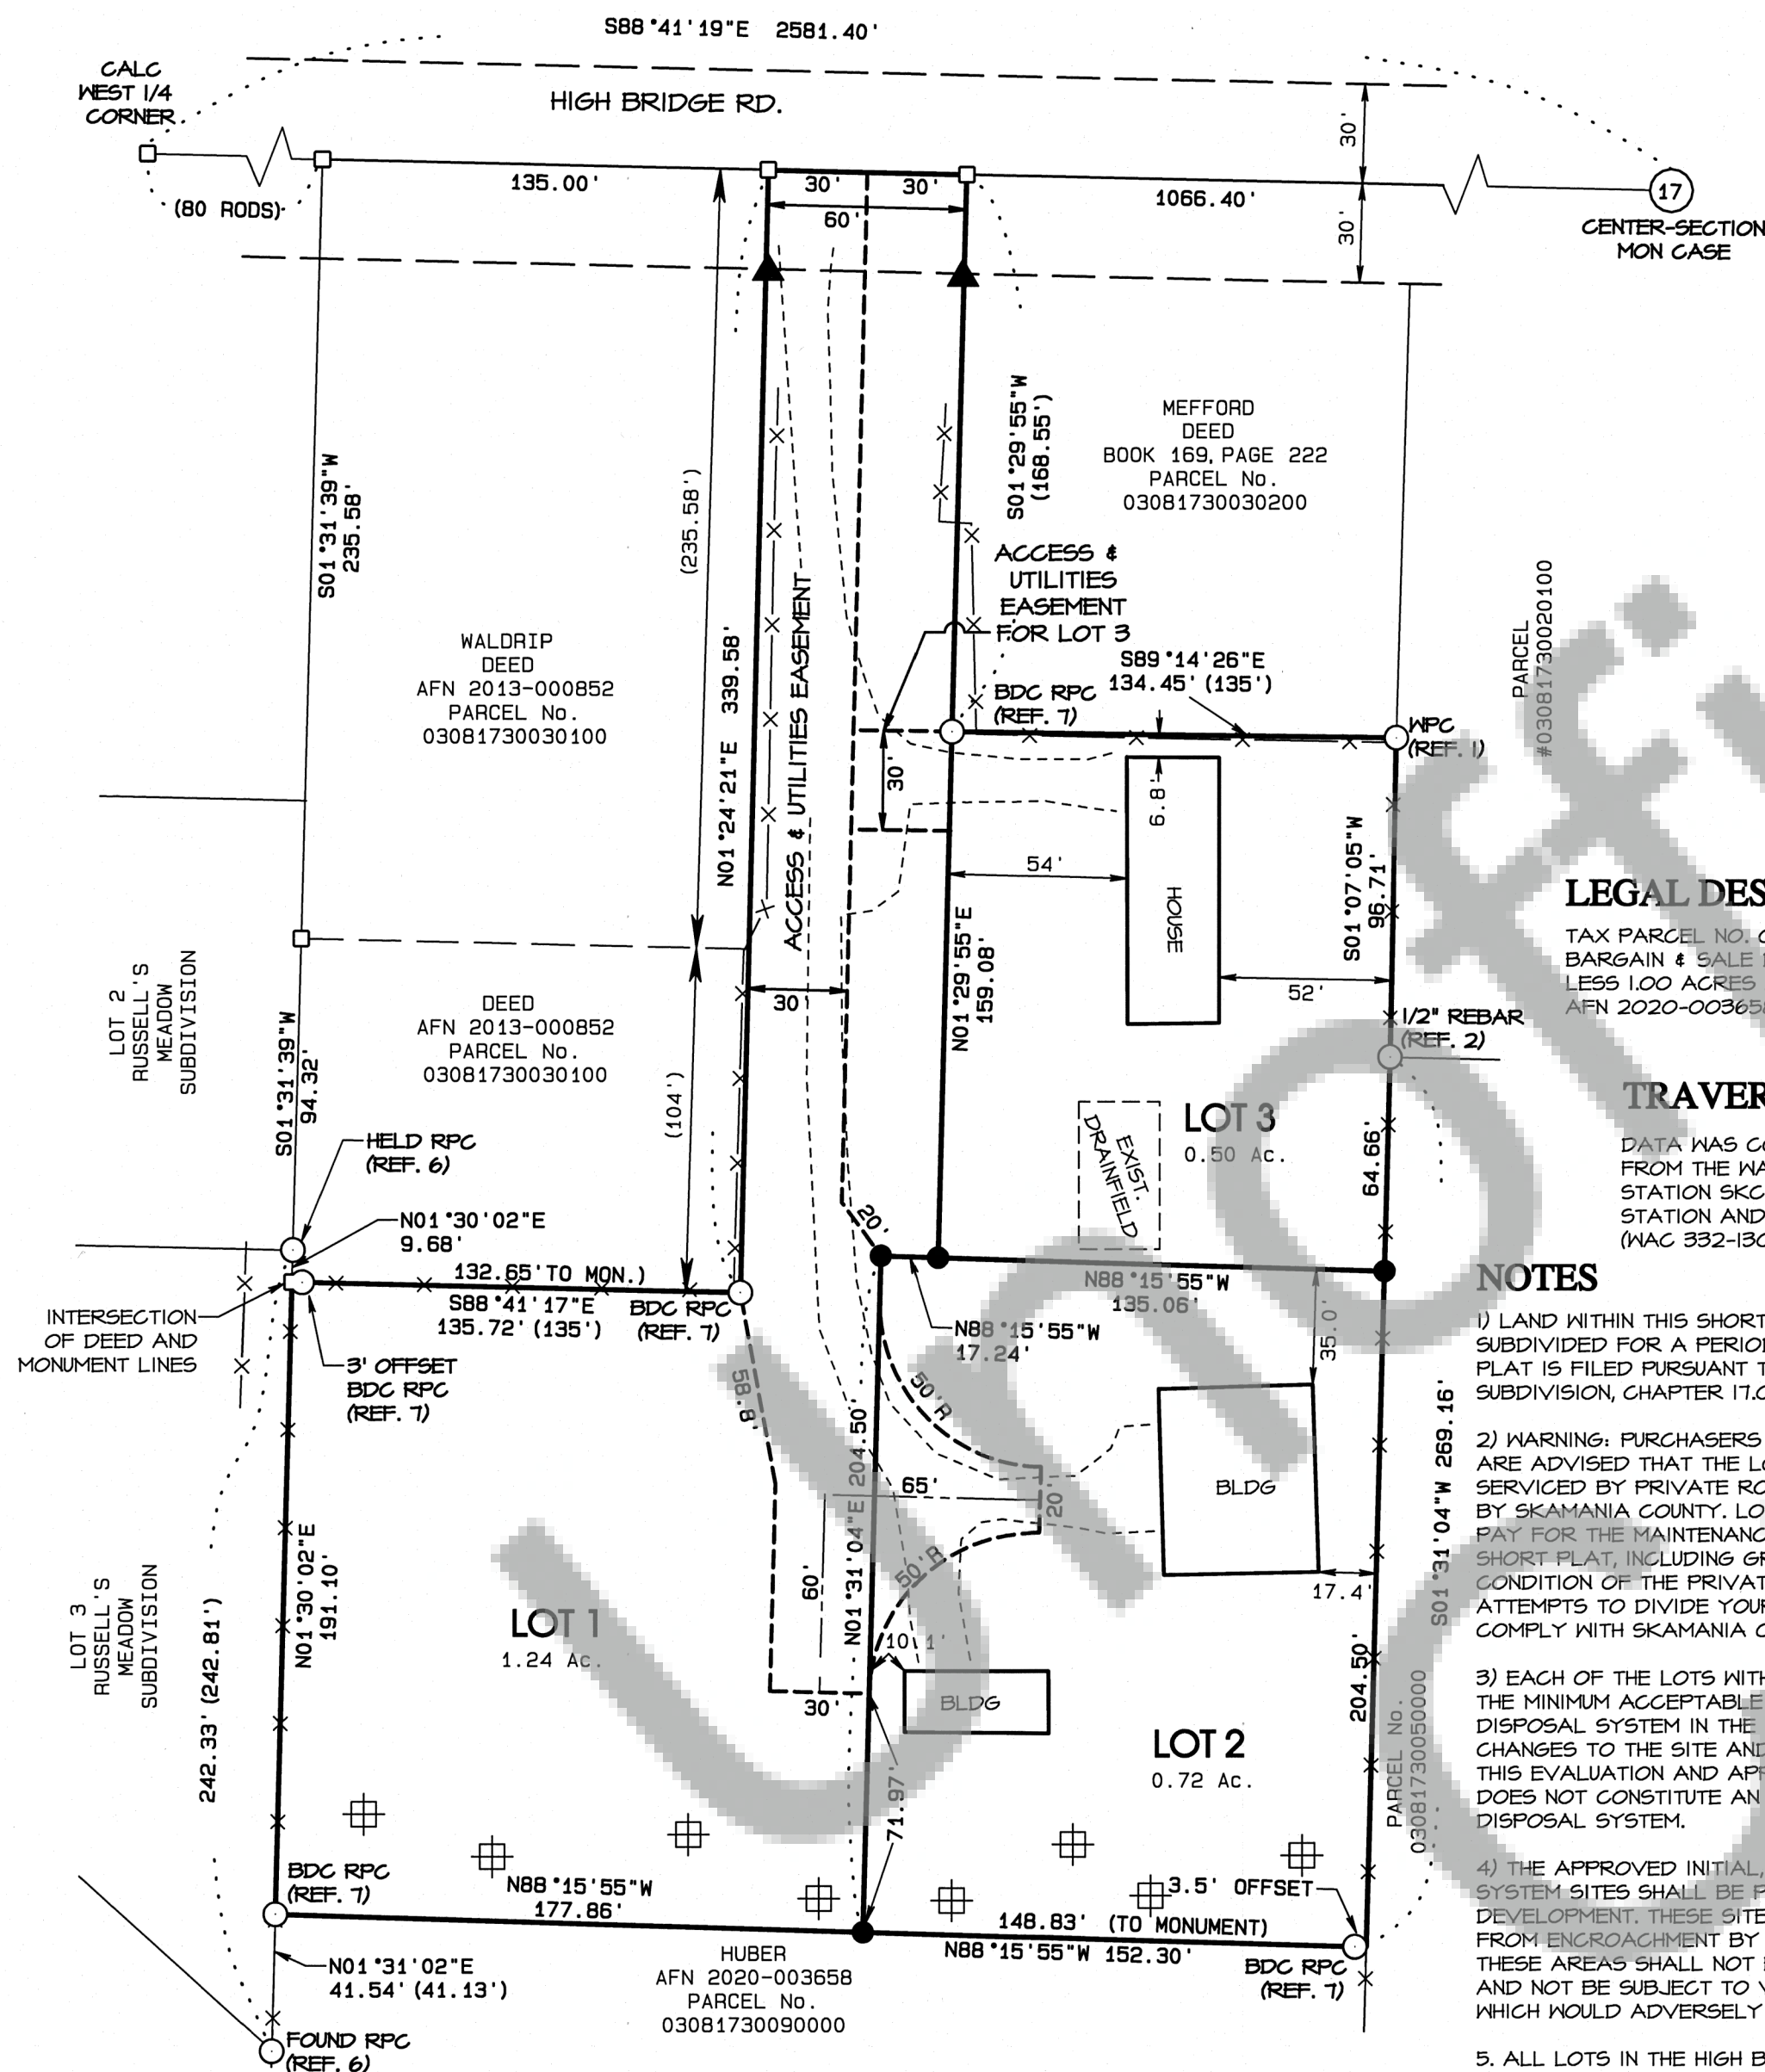 S88°41'19"E 2581.40'
CALC
WEST 1/4
CORNER
HIGH BRIDGE RD.
30'
(80 RODS)
135.00'
30'
30'
60'
1066.40'
30'
17
CENTER-SECTION
MON CASE
S01°31'39"W
235.58'
(235.58')
N01°24'21"E 339.58'
ACCESS & UTILITIES EASEMENT
S01°29'55"W
(168.55')
MEFFORD
DEED
BOOK 169, PAGE 222
PARCEL No.
03081730030200
ACCESS &
UTILITIES
EASEMENT
FOR LOT 3
WALDRIP
DEED
AFN 2013-000852
PARCEL No.
03081730030100
S89°14'26"E
134.45' (135')
BDC RPC
(REF. 7)
WPC
(REF. 1)
PARCEL
#03081730020100
30'
6.8'
54'
HOUSE
52'
S01°07'05"W
96.71'
N01°29'55"E
159.08'
30
1/2" REBAR
(REF. 2)
LEGAL DES
TAX PARCEL NO.
BARGAIN & SALE
LESS 1.00 ACRES
AFN 2020-003658
LOT 2
RUSSELL'S
MEADOW
SUBDIVISION
S01°31'39"W
94.32'
DEED
AFN 2013-000852
PARCEL No.
03081730030100
(104')
HELD RPC
(REF. 6)
N01°30'02"E
9.68'
EXIST.
DRAINFIELD
LOT 3
0.50 Ac.
64.66'
TRAVER
DATA WAS CO
FROM THE WA
STATION SKC
STATION AND
(WAC 332-130
20'
132.65'TO MON.)
S88°41'17"E
135.72' (135')
BDC RPC
(REF. 7)
INTERSECTION
OF DEED AND
MONUMENT LINES
3' OFFSET
BDC RPC
(REF. 7)
N88°15'55"W
135.06'
N88°15'55"W
17.24'
35.0'
58.8'
50'R
65'
20'
50'R
60'
30'
N01°31'04"E 204.50'
BLDG
17.4'
10.1'
BLDG
S01°31'04"W 269.16'
204.50'
PARCEL No.
03081730050000
NOTES
1) LAND WITHIN THIS SHORT
SUBDIVIDED FOR A PERIOD
PLAT IS FILED PURSUANT T
SUBDIVISION, CHAPTER 17.0
2) WARNING: PURCHASERS
ARE ADVISED THAT THE LO
SERVICED BY PRIVATE RO
BY SKAMANIA COUNTY. LO
PAY FOR THE MAINTENANC
SHORT PLAT, INCLUDING GR
CONDITION OF THE PRIVAT
ATTEMPTS TO DIVIDE YOUR
COMPLY WITH SKAMANIA C
3) EACH OF THE LOTS WITH
THE MINIMUM ACCEPTABLE
DISPOSAL SYSTEM IN THE
CHANGES TO THE SITE AND
THIS EVALUATION AND APP
DOES NOT CONSTITUTE AN
DISPOSAL SYSTEM.
4) THE APPROVED INITIAL,
SYSTEM SITES SHALL BE P
DEVELOPMENT. THESE SITE
FROM ENCROACHMENT BY
THESE AREAS SHALL NOT
AND NOT BE SUBJECT TO
WHICH WOULD ADVERSELY
5. ALL LOTS IN THE HIGH B
LOT 3
RUSSELL'S
MEADOW
SUBDIVISION
242.33' (242.81')
N01°30'02"E
191.10'
LOT 1
1.24 Ac.
LOT 2
0.72 Ac.
71.97'
BDC RPC
(REF. 7)
N88°15'55"W
177.86'
3.5' OFFSET
148.83' (TO MONUMENT)
N88°15'55"W 152.30'
BDC RPC
(REF. 7)
HUBER
AFN 2020-003658
PARCEL No.
03081730090000
N01°31'02"E
41.54' (41.13')
FOUND RPC
(REF. 6)